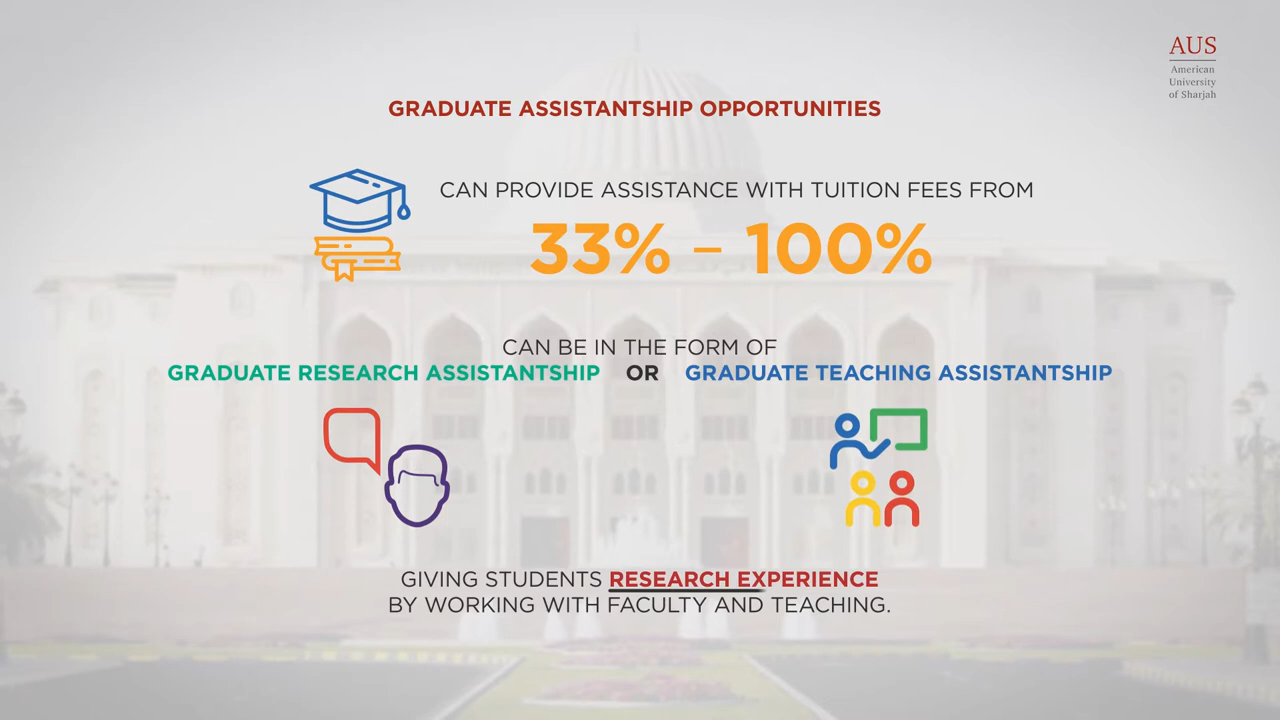 AUS
American
University
of Sharjah
GRADUATE ASSISTANTSHIP OPPORTUNITIES
CAN PROVIDE ASSISTANCE WITH TUITION FEES FROM
33% – 100%
CAN BE IN THE FORM OF
GRADUATE RESEARCH ASSISTANTSHIP OR GRADUATE TEACHING ASSISTANTSHIP
GIVING STUDENTS RESEARCH EXPERIENCE
BY WORKING WITH FACULTY AND TEACHING.